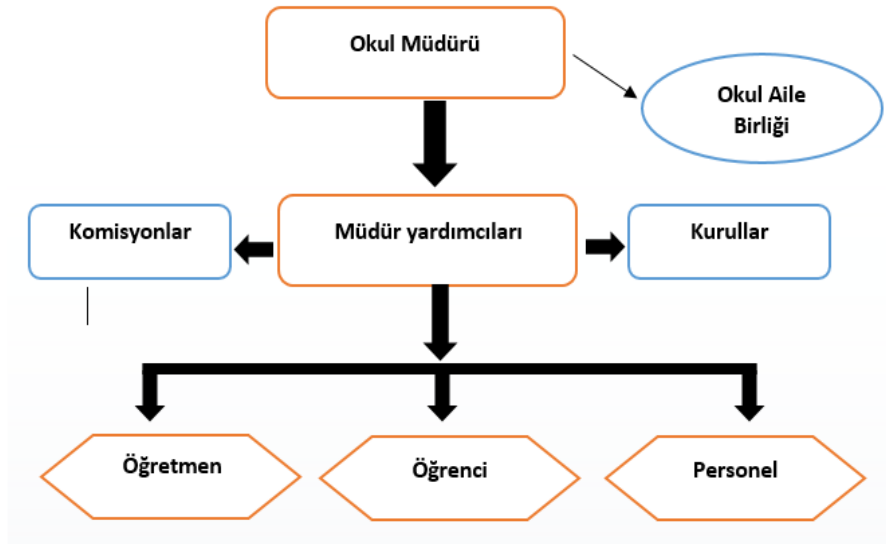 Okul Müdürü
Okul Aile
Birliği
Komisyonlar
Müdür yardımcıları
Kurullar
Öğretmen
Öğrenci
Personel